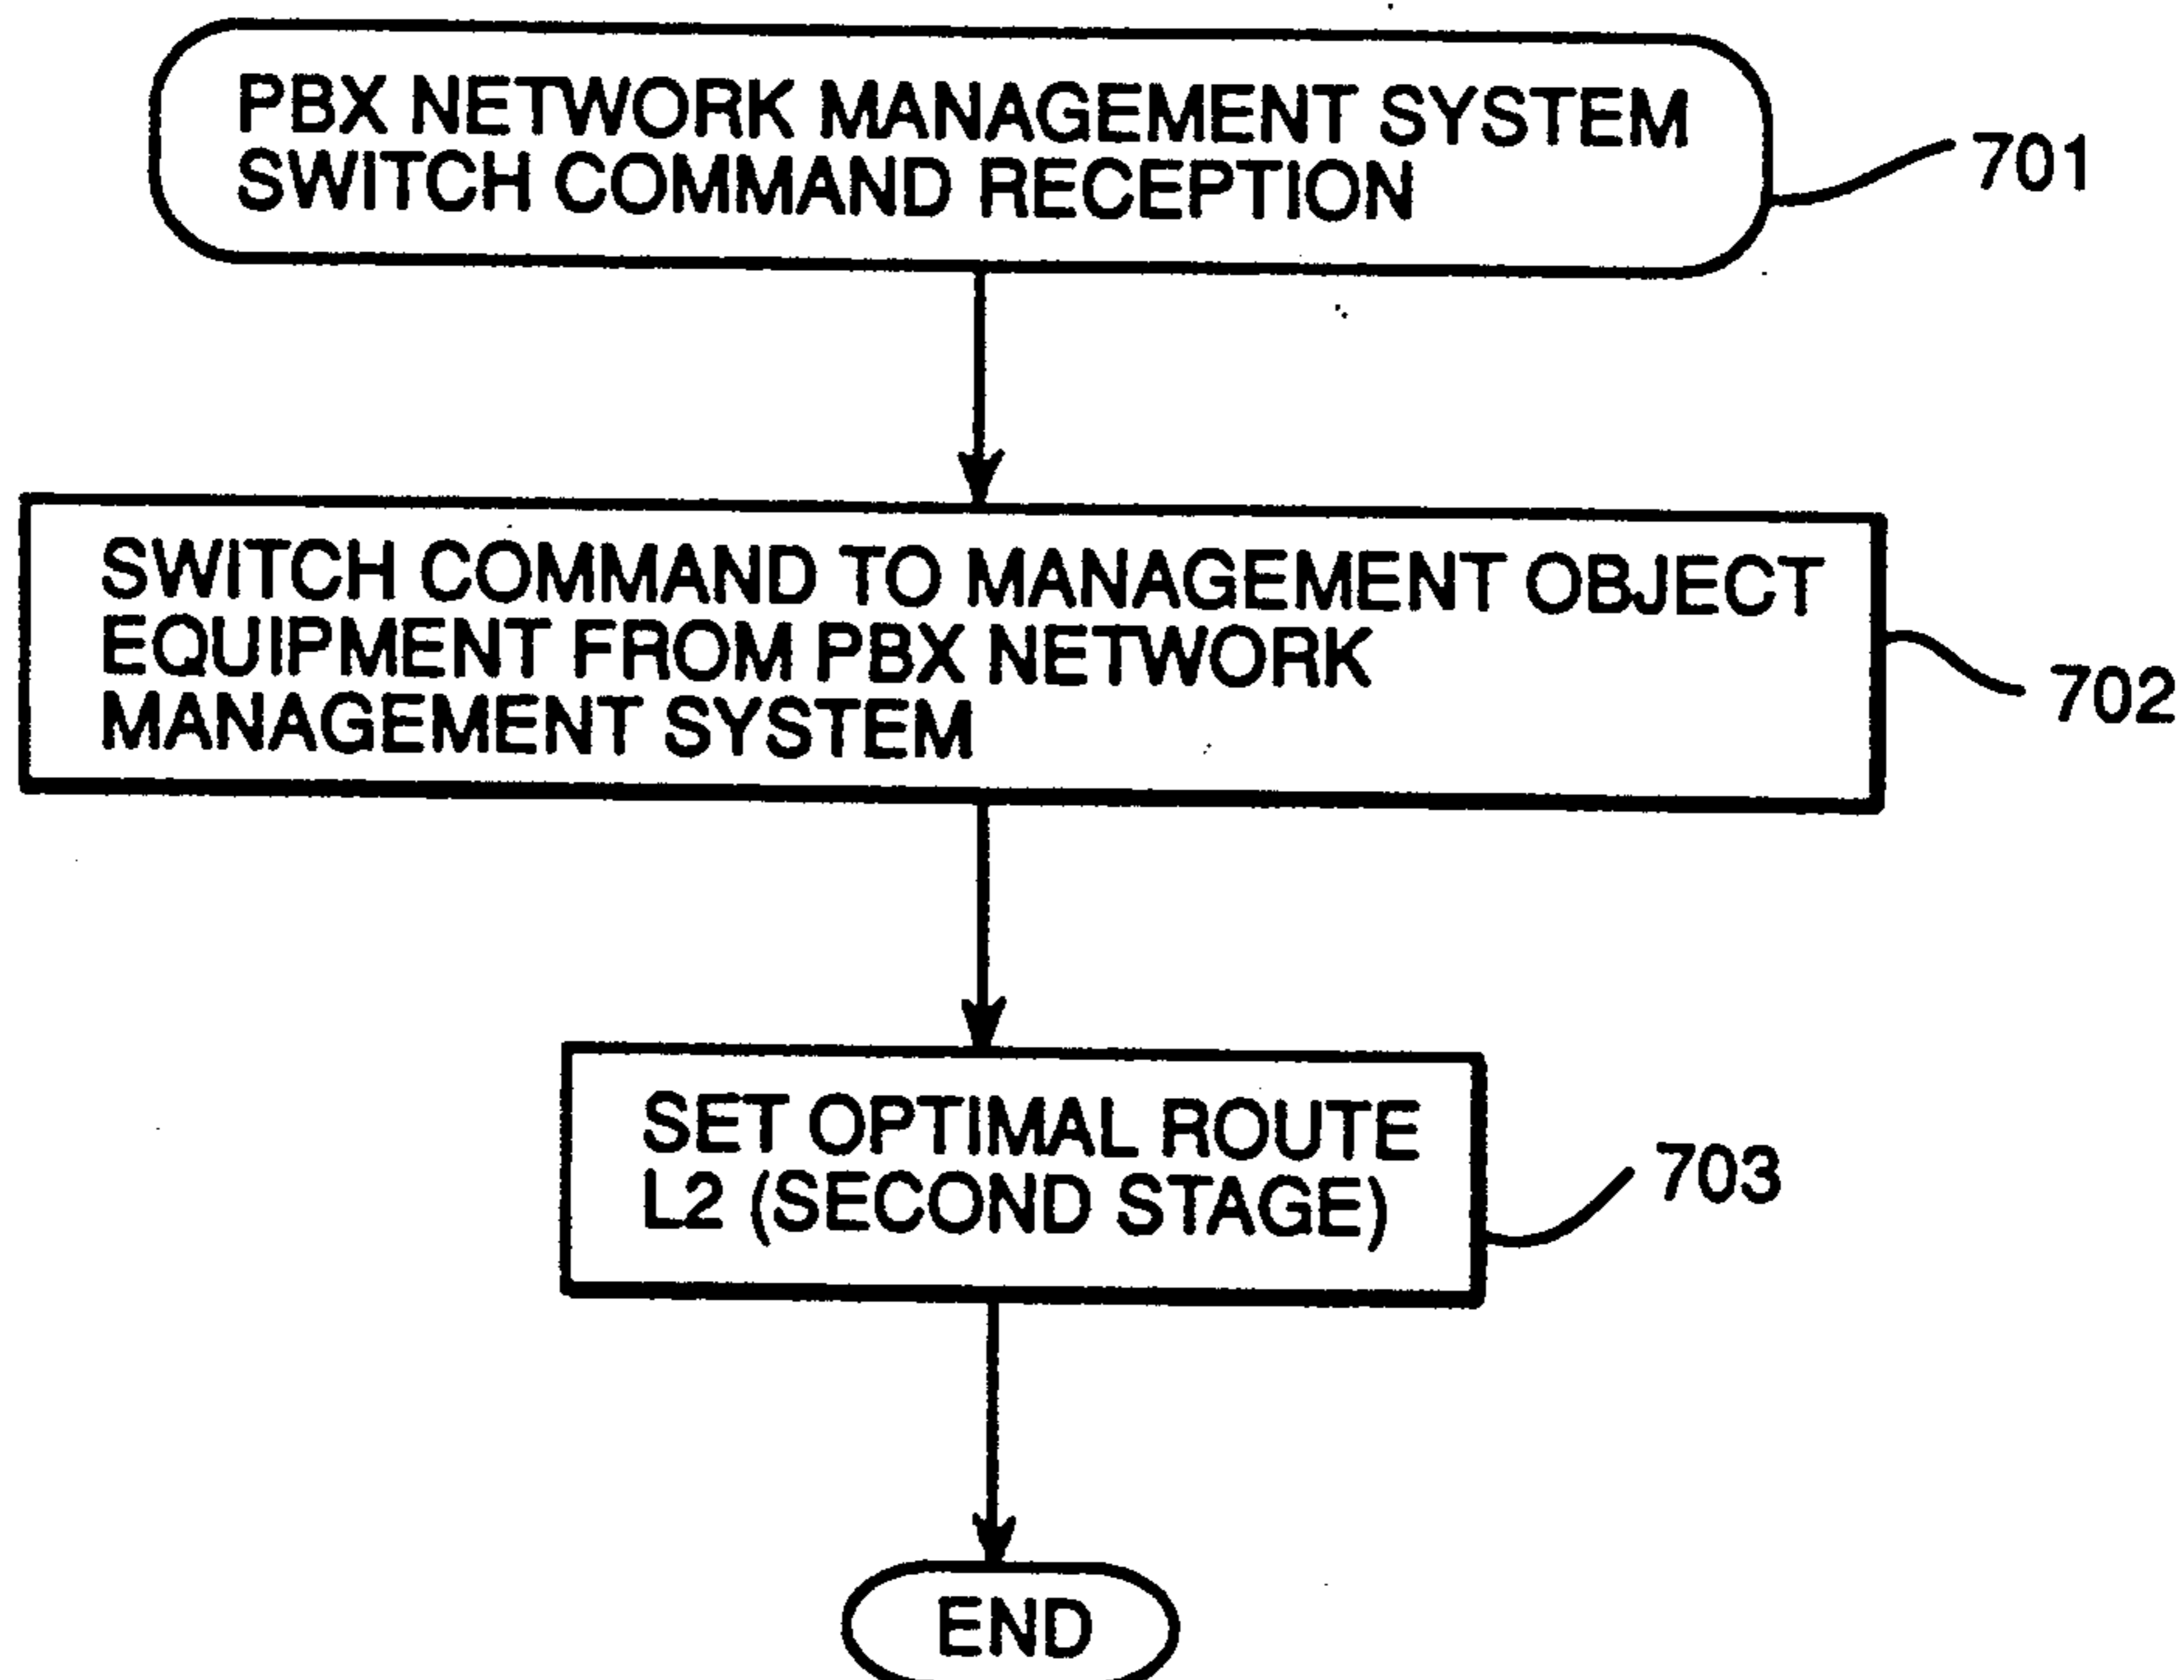 PBX NETWORK MANAGEMENT SYSTEM
SWITCH COMMAND RECEPTION
701
SWITCH COMMAND TO MANAGEMENT OBJECT
EQUIPMENT FROM PBX NETWORK
MANAGEMENT SYSTEM
702
SET OPTIMAL ROUTE
L2 (SECOND STAGE)
703
END